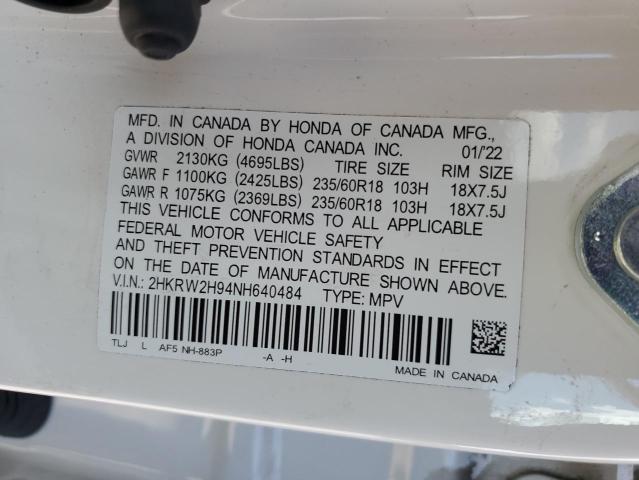 MFD. IN CANADA BY HONDA OF CANADA MFG.,
A DIVISION OF HONDA CANADA INC. 01/'22
GVWR 2130KG (4695LBS) TIRE SIZE RIM SIZE
GAWR F 1100KG (2425LBS) 235/60R18 103H 18X7.5J
GAWR R 1075KG (2369LBS) 235/60R18 103H 18X7.5J
THIS VEHICLE CONFORMS TO ALL APPLICABLE
FEDERAL MOTOR VEHICLE SAFETY
AND THEFT PREVENTION STANDARDS IN EFFECT
ON THE DATE OF MANUFACTURE SHOWN ABOVE.
V.I.N.: 2HKRW2H94NH640484 TYPE: MPV
TLJ L AF5 NH-883P -A -H
MADE IN CANADA